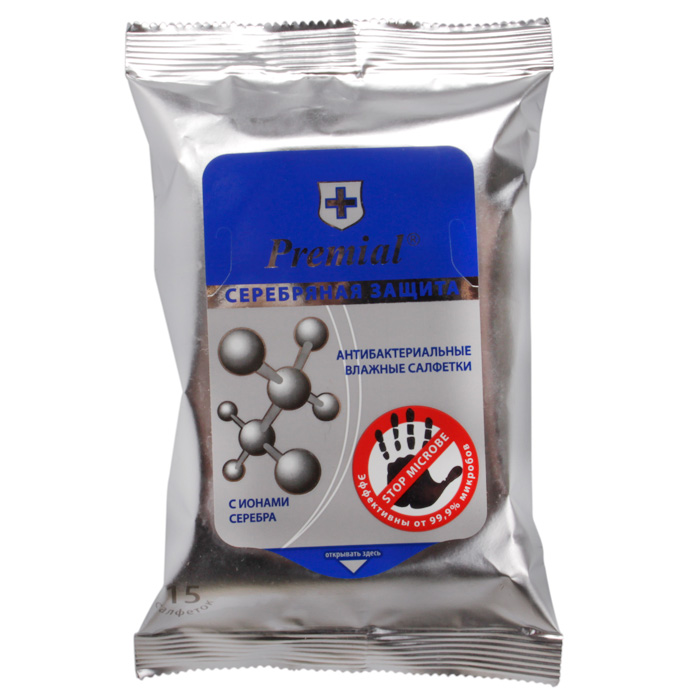 Premial®
СЕРЕБРЯНАЯ ЗАЩИТА
АНТИБАКТЕРИАЛЬНЫЕ
ВЛАЖНЫЕ САЛФЕТКИ
STOP MICROBE
Эффективны от 99,9% микробов
С ИОНАМИ
СЕРЕБРА
открывать здесь
15
салфеток